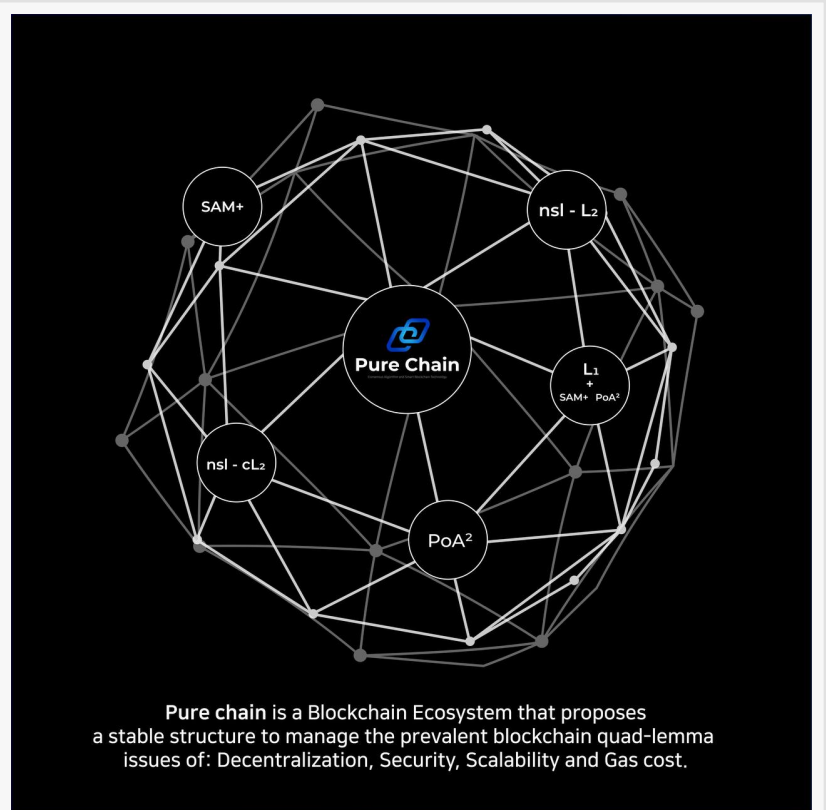 SAM+
nsl - L₂
Pure Chain
L₁
+
SAM+ PoA²
nsl - cL₂
PoA²
Pure chain is a Blockchain Ecosystem that proposes
a stable structure to manage the prevalent blockchain quad-lemma
issues of: Decentralization, Security, Scalability and Gas cost.